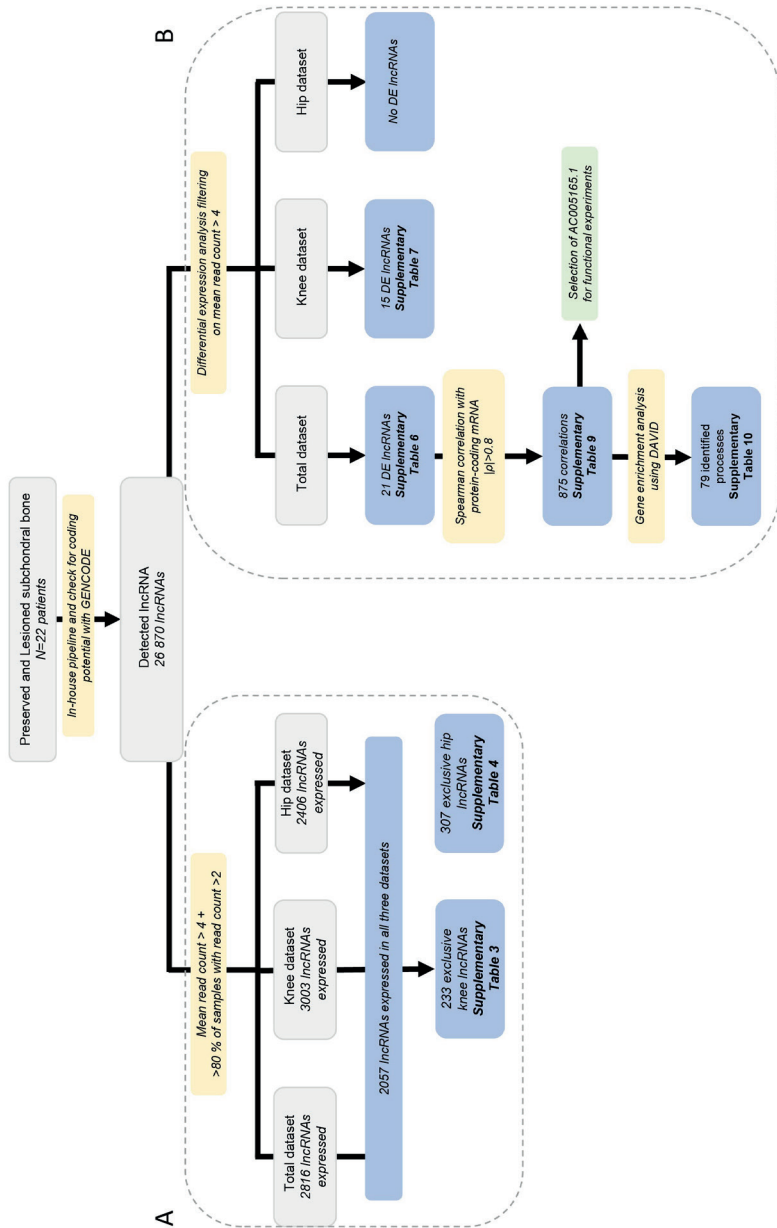 Preserved and Lesioned subchondral bone
N=22 patients
In-house pipeline and check for coding
potential with GENCODE
Detected lncRNA
26 870 lncRNAs
A
Mean read count > 4 +
>80 % of samples with read count >2
Total dataset
2816 lncRNAs
expressed
Knee dataset
3003 lncRNAs
expressed
Hip dataset
2406 lncRNAs
expressed
2057 lncRNAs expressed in all three datasets
233 exclusive
knee lncRNAs
Supplementary
Table 3
307 exclusive hip
lncRNAs
Supplementary
Table 4
B
Differential expression analysis filtering
on mean read count > 4
Total dataset
Knee dataset
Hip dataset
21 DE lncRNAs
Supplementary
Table 6
15 DE lncRNAs
Supplementary
Table 7
No DE lncRNAs
Spearman correlation with
protein-coding mRNA
|ρ|>0.8
875 correlations
Supplementary
Table 9
Selection of AC005165.1
for functional experiments
Gene enrichment analysis
using DAVID
79 identified
processes
Supplementary
Table 10